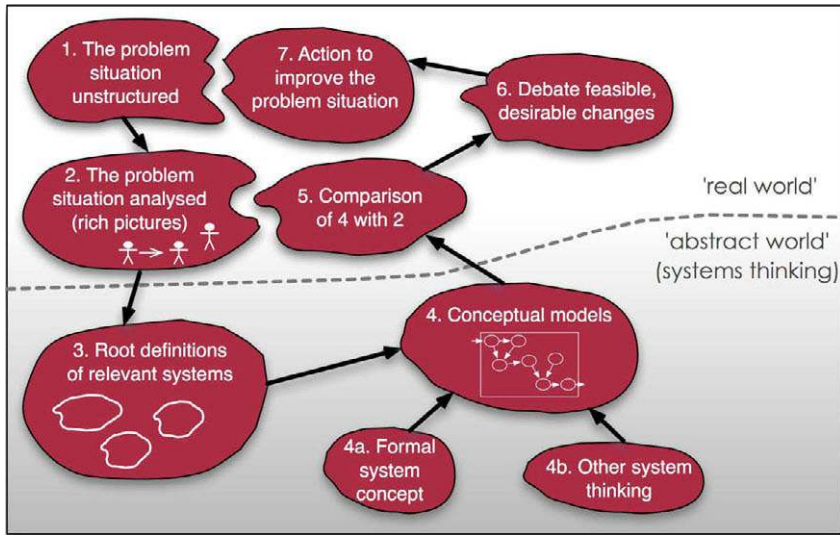 1. The problem
situation
unstructured
7. Action to
improve the
problem situation
6. Debate feasible,
desirable changes
2. The problem
situation analysed
(rich pictures)
5. Comparison
of 4 with 2
'real world'
'abstract world'
(systems thinking)
3. Root definitions
of relevant systems
4. Conceptual models
4a. Formal
system
concept
4b. Other system
thinking